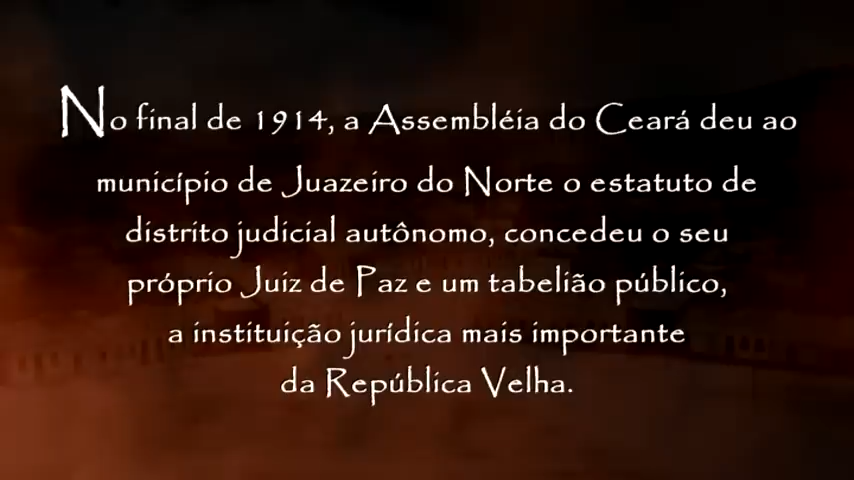 No final de 1914, a Assembléia do Ceará deu ao
município de Juazeiro do Norte o estatuto de
distrito judicial autônomo, concedeu o seu
próprio Juiz de Paz e um tabelião público,
a instituição jurídica mais importante
da República Velha.